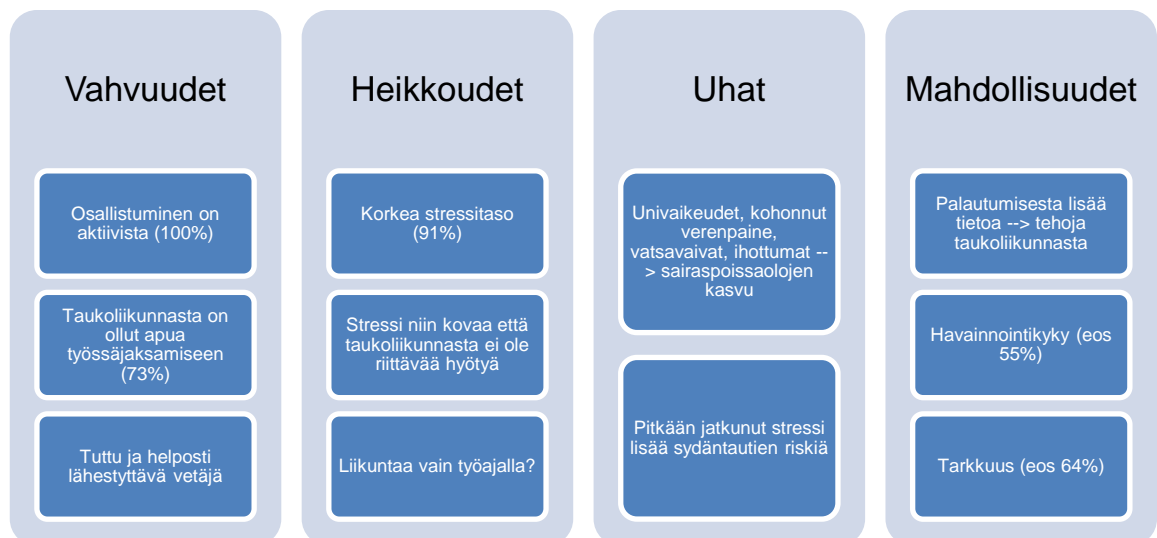 Vahvuudet
Osallistuminen on
aktiivista (100%)
Taukoliikunnasta on
ollut apua
työssäjaksamiseen
(73%)
Tuttu ja helposti
lähestyttävä vetäjä
Heikkoudet
Korkea stressitaso
(91%)
Stressi niin kovaa että
taukoliikunnasta ei ole
riittävää hyötyä
Liikuntaa vain työajalla?
Uhat
Univaikeudet, kohonnut
verenpaine,
vatsavaivat, ihottumat --
> sairaspoissaolojen
kasvu
Pitkään jatkunut stressi
lisää sydäntautien riskiä
Mahdollisuudet
Palautumisesta lisää
tietoa --> tehoja
taukoliikunnasta
Havainnointikyky (eos
55%)
Tarkkuus (eos 64%)